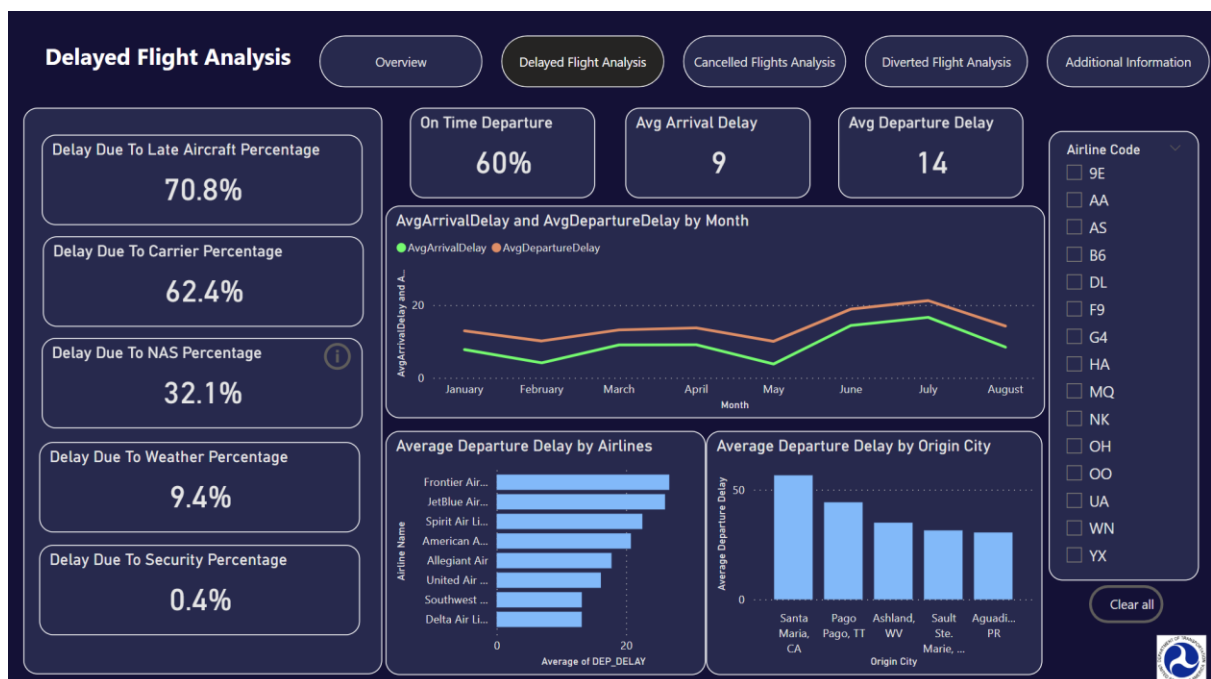 Delayed Flight Analysis
Overview
Delayed Flight Analysis
Cancelled Flights Analysis
Diverted Flight Analysis
Additional Information
Delay Due To Late Aircraft Percentage
70.8%
Delay Due To Carrier Percentage
62.4%
Delay Due To NAS Percentage
32.1%
Delay Due To Weather Percentage
9.4%
Delay Due To Security Percentage
0.4%
On Time Departure
60%
Avg Arrival Delay
9
Avg Departure Delay
14
AvgArrivalDelay and AvgDepartureDelay by Month
AvgArrivalDelay AvgDepartureDelay
AvgArrivalDelay and A...
20
0
January February March April May June July August
Month
Average Departure Delay by Airlines
Airline Name
Frontier Air...
JetBlue Air...
Spirit Air Li...
American A...
Allegiant Air
United Air ...
Southwest ...
Delta Air Li...
0 20
Average of DEP_DELAY
Average Departure Delay by Origin City
Average Departure Delay
50
0
Santa Maria, CA
Pago Pago, TT
Ashland, WV
Sault Ste. Marie, ...
Aguadi... PR
Origin City
Airline Code
9E
AA
AS
B6
DL
F9
G4
HA
MQ
NK
OH
OO
UA
WN
YX
Clear all